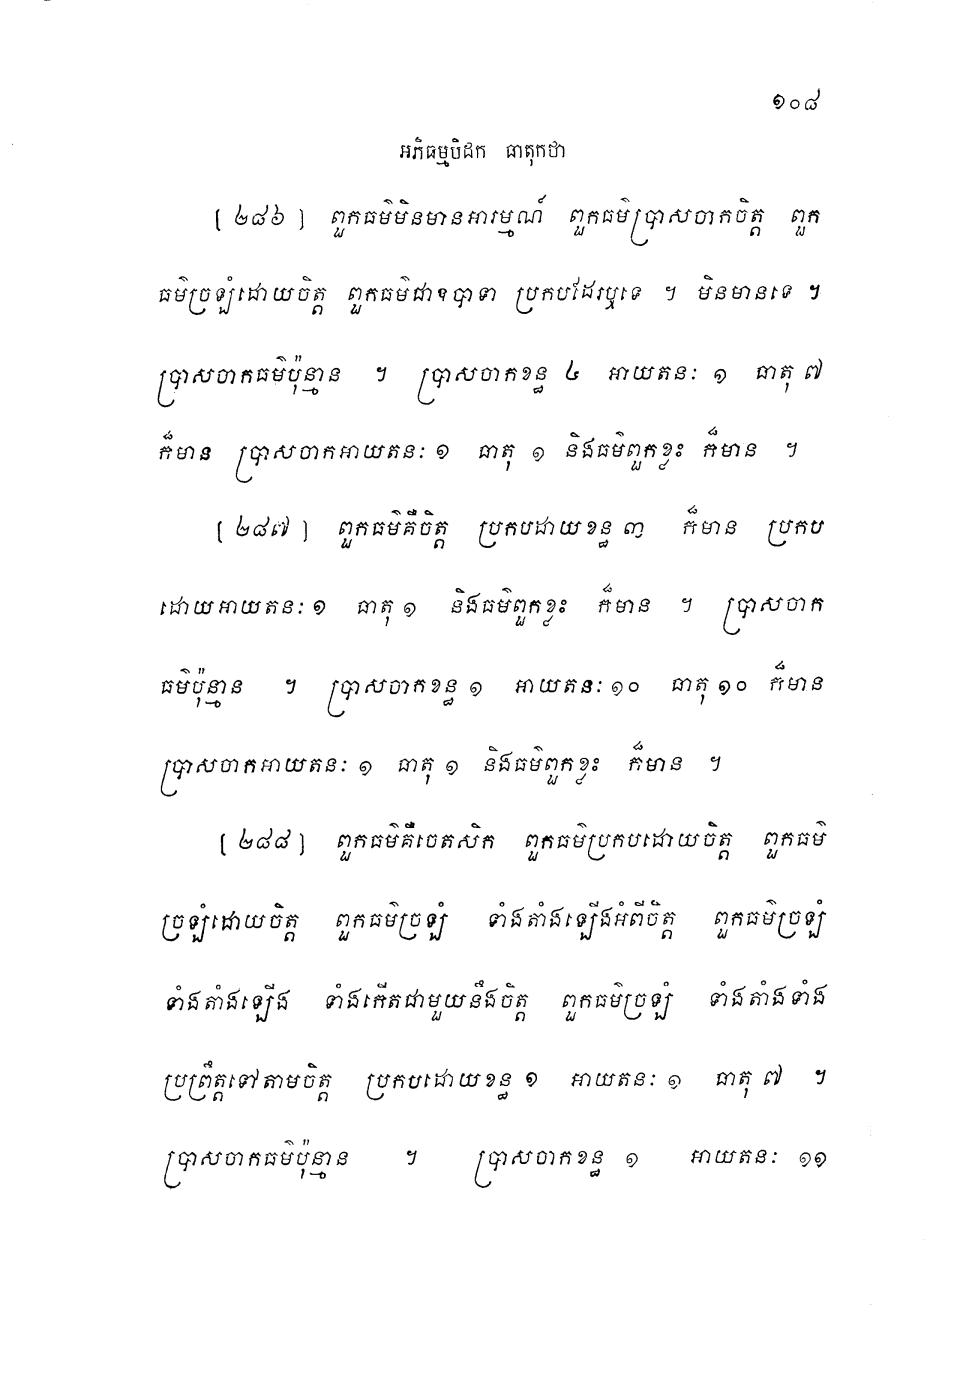 ១០៨
អភិធម្មបិដក ធាតុកថា
[ ២៨៦ ] ពួកធម៌មិនមានអារម្មណ៍ ពួកធម៌ប្រាសចាកចិត្ត ពួក
ធម៌ច្រឡំដោយចិត្ត ពួកធម៌ជាឧបាទា ប្រកបដែរឬទេ ។ មិនមានទេ ។
ប្រាសចាកធម៌ប៉ុន្មាន ។ ប្រាសចាកខន្ធ ៤ អាយតនៈ ១ ធាតុ ៧
ក៏មាន ប្រាសចាកអាយតនៈ ១ ធាតុ ១ និងធម៌ពួកខ្លះ ក៏មាន ។
[ ២៨៧ ] ពួកធម៌គឺចិត្ត ប្រកបដោយខន្ធ ៣ ក៏មាន ប្រកប
ដោយអាយតនៈ ១ ធាតុ ១ និងធម៌ពួកខ្លះ ក៏មាន ។ ប្រាសចាក
ធម៌ប៉ុន្មាន ។ ប្រាសចាកខន្ធ ១ អាយតនៈ ១០ ធាតុ ១០ ក៏មាន
ប្រាសចាកអាយតនៈ ១ ធាតុ ១ និងធម៌ពួកខ្លះ ក៏មាន ។
[ ២៨៨ ] ពួកធម៌គឺចេតសិក ពួកធម៌ប្រកបដោយចិត្ត ពួកធម៌
ច្រឡំដោយចិត្ត ពួកធម៌ច្រឡំ ទាំងតាំងឡើងអំពីចិត្ត ពួកធម៌ច្រឡំ
ទាំងតាំងឡើង ទាំងកើតជាមួយនឹងចិត្ត ពួកធម៌ច្រឡំ ទាំងតាំងទាំង
ប្រព្រឹត្តទៅតាមចិត្ត ប្រកបដោយខន្ធ ១ អាយតនៈ ១ ធាតុ ៧ ។
ប្រាសចាកធម៌ប៉ុន្មាន ។ ប្រាសចាកខន្ធ ១ អាយតនៈ ១១